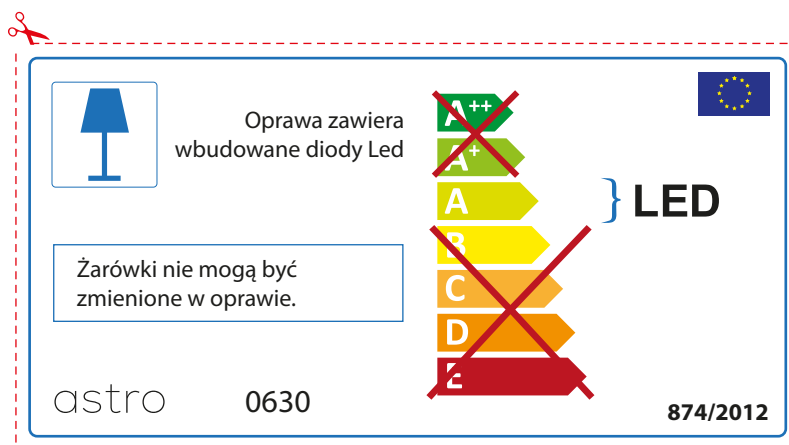 Oprawa zawiera
wbudowane diody Led
A++
A+
A
B
C
D
E
LED
Żarówki nie mogą być
zmienione w oprawie.
astro
0630
874/2012